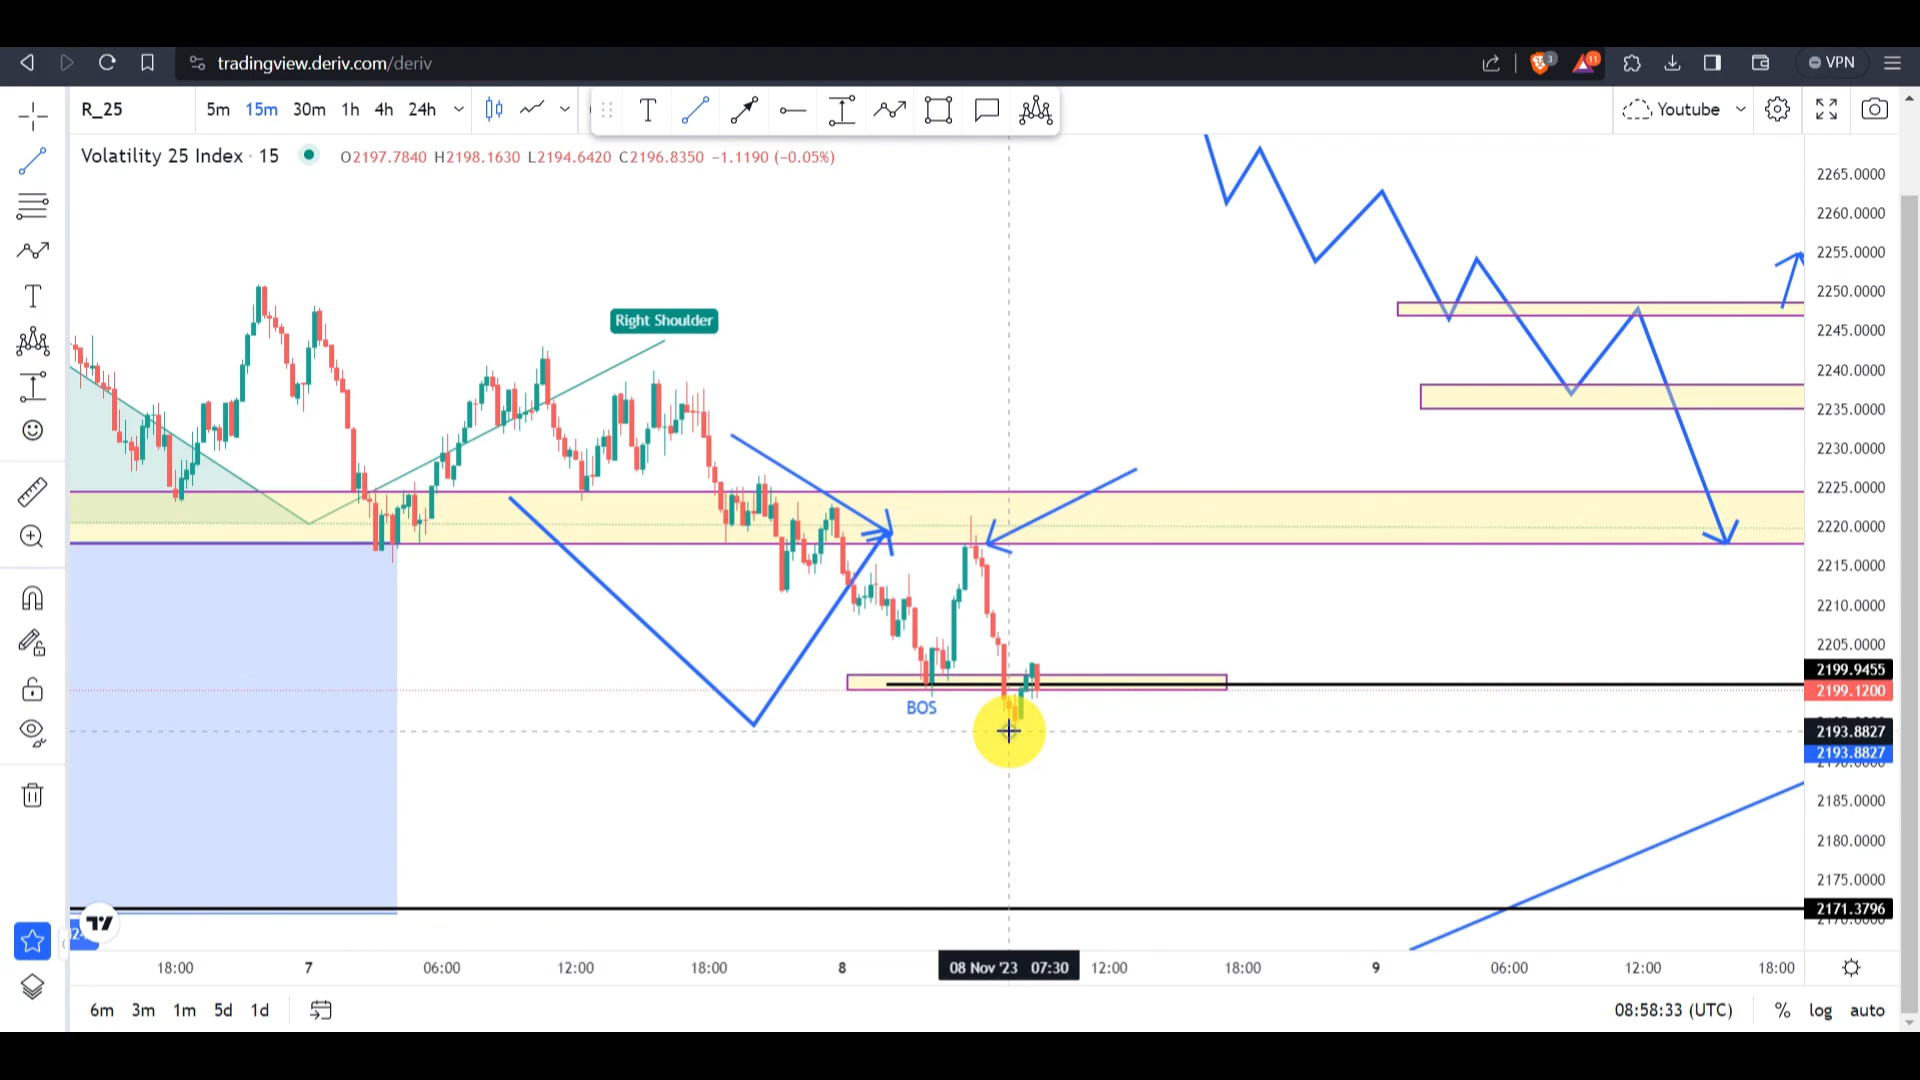 tradingview.deriv.com/deriv
3
11
VPN
R_25
5m 15m 30m 1h 4h 24h
T
Youtube
Volatility 25 Index · 15
O2197.7840 H2198.1630 L2194.6420 C2196.8350 −1.1190 (−0.05%)
Right Shoulder
BOS
2265.0000
2260.0000
2255.0000
2250.0000
2245.0000
2240.0000
2235.0000
2230.0000
2225.0000
2220.0000
2215.0000
2210.0000
2205.0000
2199.9455
2199.1200
2193.8827
2193.8827
2185.0000
2180.0000
2175.0000
2171.3796
18:00 7 06:00 12:00 18:00 8 08 Nov '23 07:30 12:00 18:00 9 06:00 12:00 18:00
6m 3m 1m 5d 1d
08:58:33 (UTC) % log auto